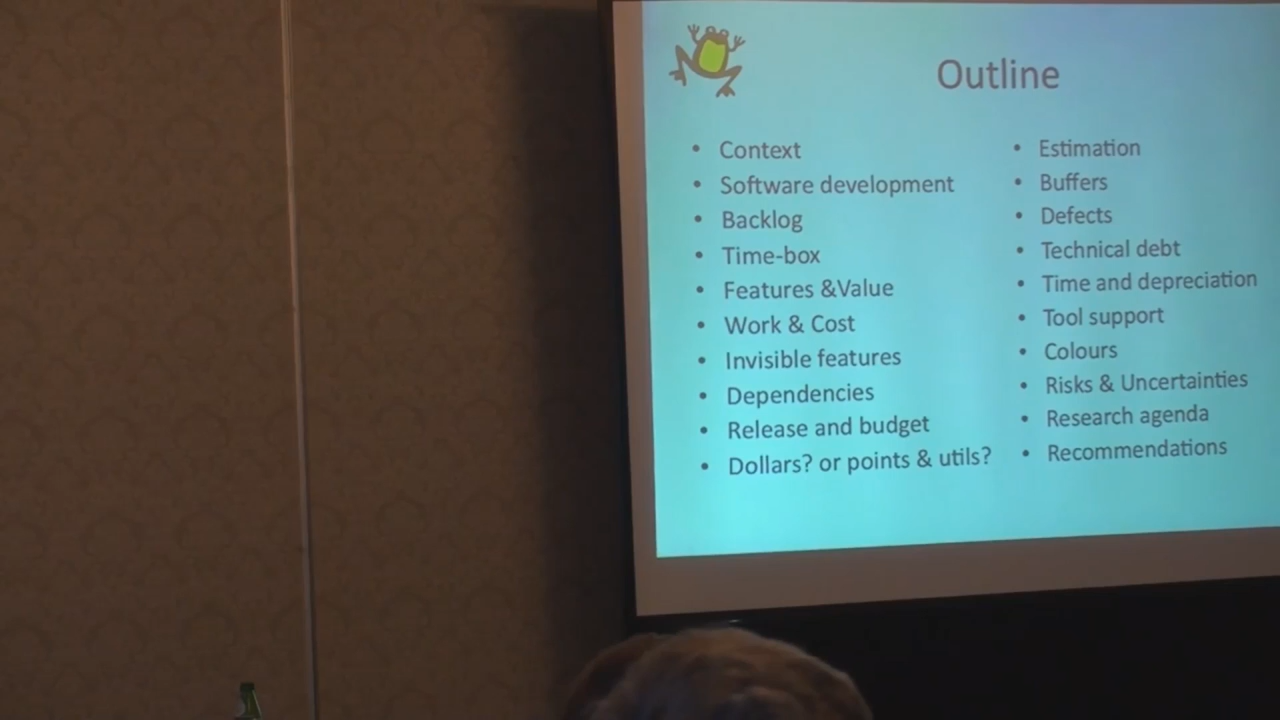 Outline
• Context
• Software development
• Backlog
• Time-box
• Features &Value
• Work & Cost
• Invisible features
• Dependencies
• Release and budget
• Dollars? or points & utils?
• Estimation
• Buffers
• Defects
• Technical debt
• Time and depreciation
• Tool support
• Colours
• Risks & Uncertainties
• Research agenda
• Recommendations